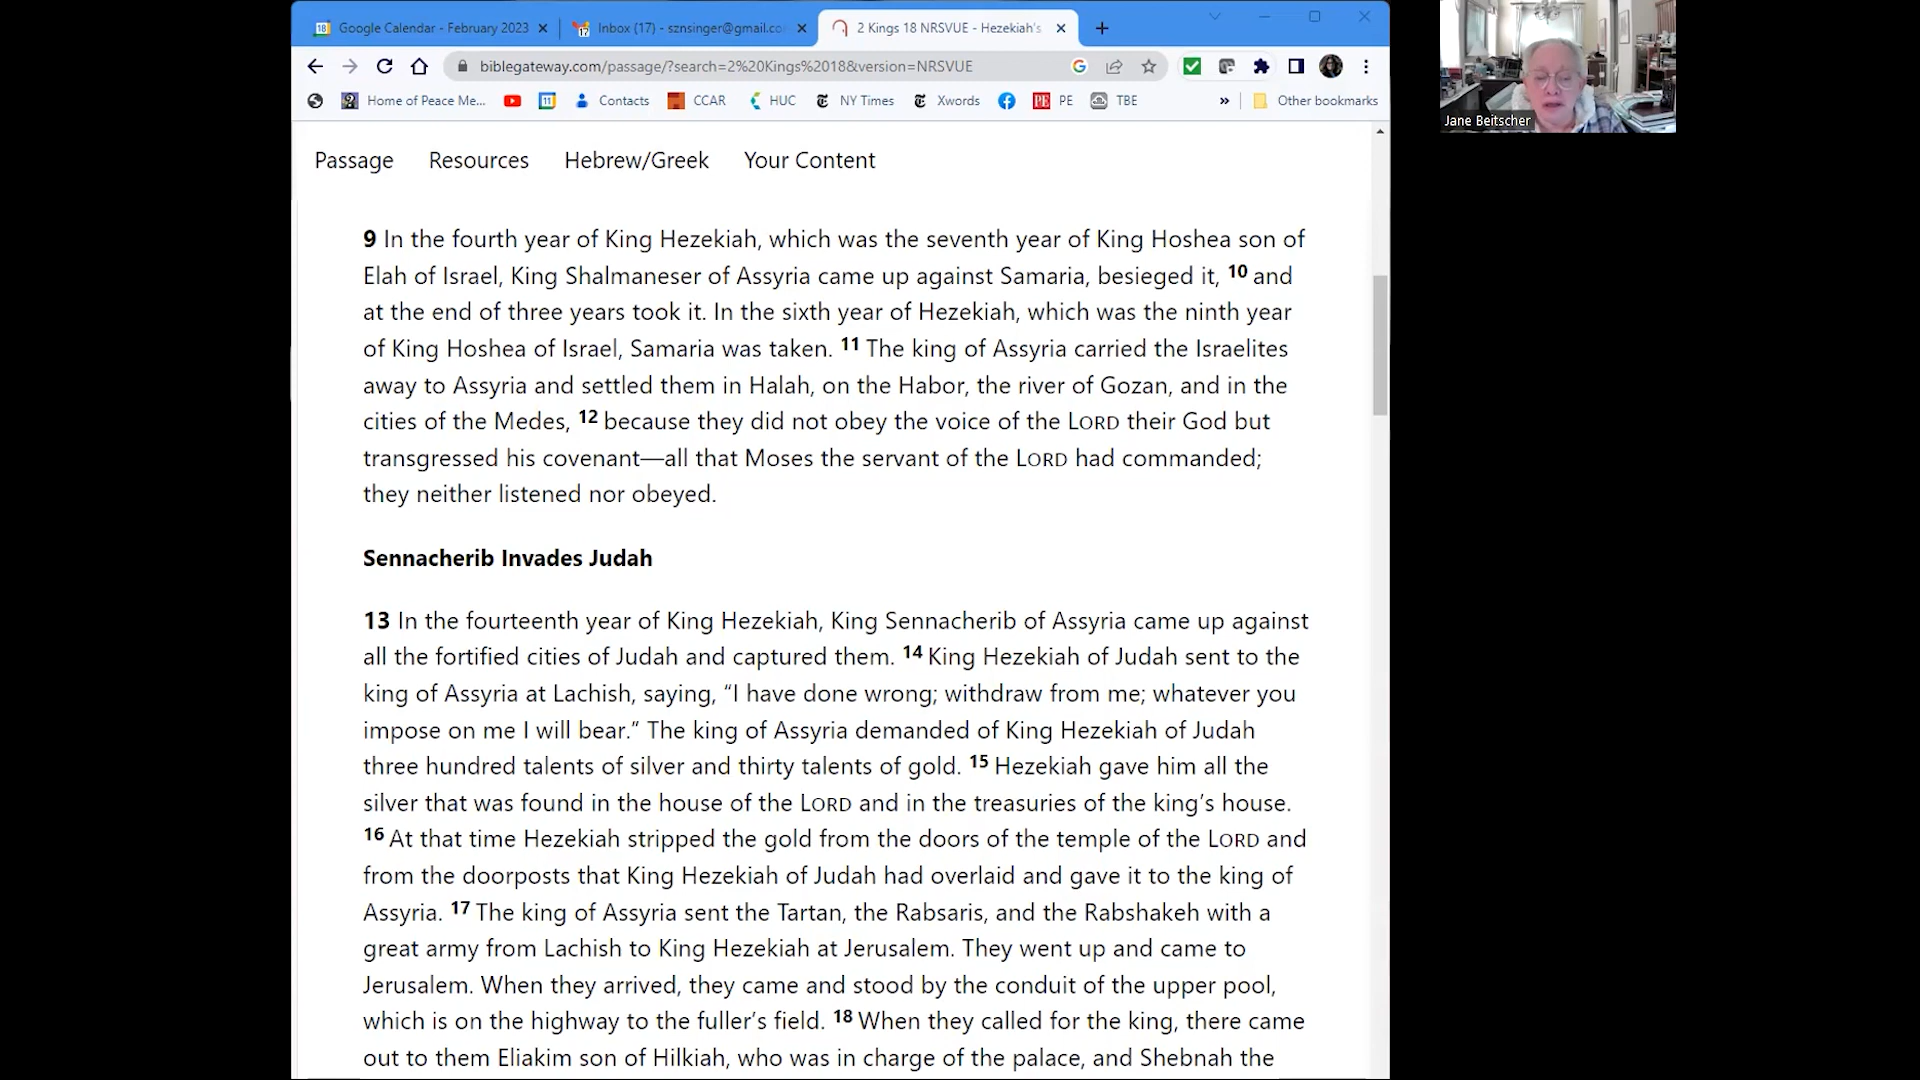 Google Calendar - February 2023
Inbox (17) - sznsinger@gmail.co
2 Kings 18 NRSVUE - Hezekiah's
biblegateway.com/passage/?search=2%20Kings%2018&version=NRSVUE
Home of Peace Me... Contacts CCAR HUC NY Times Xwords PE TBE » Other bookmarks
Jane Beitscher
Passage Resources Hebrew/Greek Your Content
9 In the fourth year of King Hezekiah, which was the seventh year of King Hoshea son of
Elah of Israel, King Shalmaneser of Assyria came up against Samaria, besieged it, 10 and
at the end of three years took it. In the sixth year of Hezekiah, which was the ninth year
of King Hoshea of Israel, Samaria was taken. 11 The king of Assyria carried the Israelites
away to Assyria and settled them in Halah, on the Habor, the river of Gozan, and in the
cities of the Medes, 12 because they did not obey the voice of the LORD their God but
transgressed his covenant—all that Moses the servant of the LORD had commanded;
they neither listened nor obeyed.
Sennacherib Invades Judah
13 In the fourteenth year of King Hezekiah, King Sennacherib of Assyria came up against
all the fortified cities of Judah and captured them. 14 King Hezekiah of Judah sent to the
king of Assyria at Lachish, saying, “I have done wrong; withdraw from me; whatever you
impose on me I will bear.” The king of Assyria demanded of King Hezekiah of Judah
three hundred talents of silver and thirty talents of gold. 15 Hezekiah gave him all the
silver that was found in the house of the LORD and in the treasuries of the king’s house.
16 At that time Hezekiah stripped the gold from the doors of the temple of the LORD and
from the doorposts that King Hezekiah of Judah had overlaid and gave it to the king of
Assyria. 17 The king of Assyria sent the Tartan, the Rabsaris, and the Rabshakeh with a
great army from Lachish to King Hezekiah at Jerusalem. They went up and came to
Jerusalem. When they arrived, they came and stood by the conduit of the upper pool,
which is on the highway to the fuller’s field. 18 When they called for the king, there came
out to them Eliakim son of Hilkiah, who was in charge of the palace, and Shebnah the